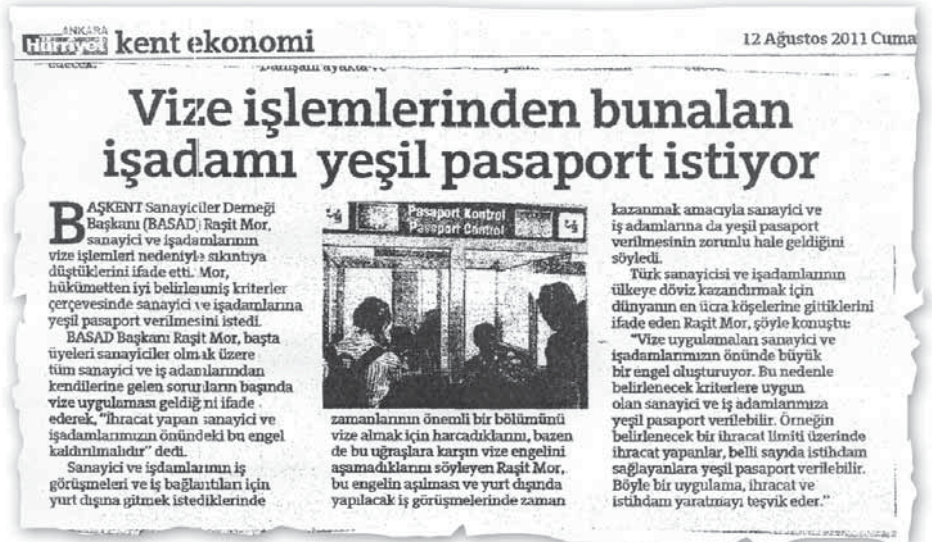 ANKARA
Hürriyet kent ekonomi
12 Ağustos 2011 Cuma
Vize işlemlerinden bunalan
işadamı yeşil pasaport istiyor
BAŞKENT Sanayiciler Derneği
Başkanı (BASAD) Raşit Mor,
sanayici ve işadamlarının
vize işlemleri nedeniyle sıkıntıya
düştüklerini ifade etti. Mor,
hükümetten iyi belirlenmiş kriterler
çerçevesinde sanayici ve işadamlarına
yeşil pasaport verilmesini istedi.
BASAD Başkanı Raşit Mor, başta
üyeleri sanayiciler olmak üzere
tüm sanayici ve iş adamlarından
kendilerine gelen sorunların başında
vize uygulaması geldiğini ifade
ederek, "İhracat yapan sanayici ve
işadamlarımızın önündeki bu engel
kaldırılmalıdır" dedi.
Sanayici ve işdamlarının iş
görüşmeleri ve iş bağlantıları için
yurt dışına gitmek istediklerinde
Pasaport Kontrol
Passport Control
4
zamanlarının önemli bir bölümünü
vize almak için harcadıklarını, bazen
de bu uğraşlara karşın vize engelini
aşamadıklarını söyleyen Raşit Mor,
bu engelin aşılması ve yurt dışında
yapılacak iş görüşmelerinde zaman
kazanmak amacıyla sanayici ve
iş adamlarına da yeşil pasaport
verilmesinin zorunlu hale geldiğini
söyledi.
Türk sanayicisi ve işadamlarının
ülkeye döviz kazandırmak için
dünyanın en ücra köşelerine gittiklerini
ifade eden Raşit Mor, şöyle konuştu:
"Vize uygulamaları sanayici ve
işadamlarımızın önünde büyük
bir engel oluşturuyor. Bu nedenle
belirlenecek kriterlere uygun
olan sanayici ve iş adamlarımıza
yeşil pasaport verilebilir. Örneğin
belirlenecek bir ihracat limiti üzerinde
ihracat yapanlar, belli sayıda istihdam
sağlayanlara yeşil pasaport verilebilir.
Böyle bir uygulama, ihracat ve
istihdam yaratmayı teşvik eder."